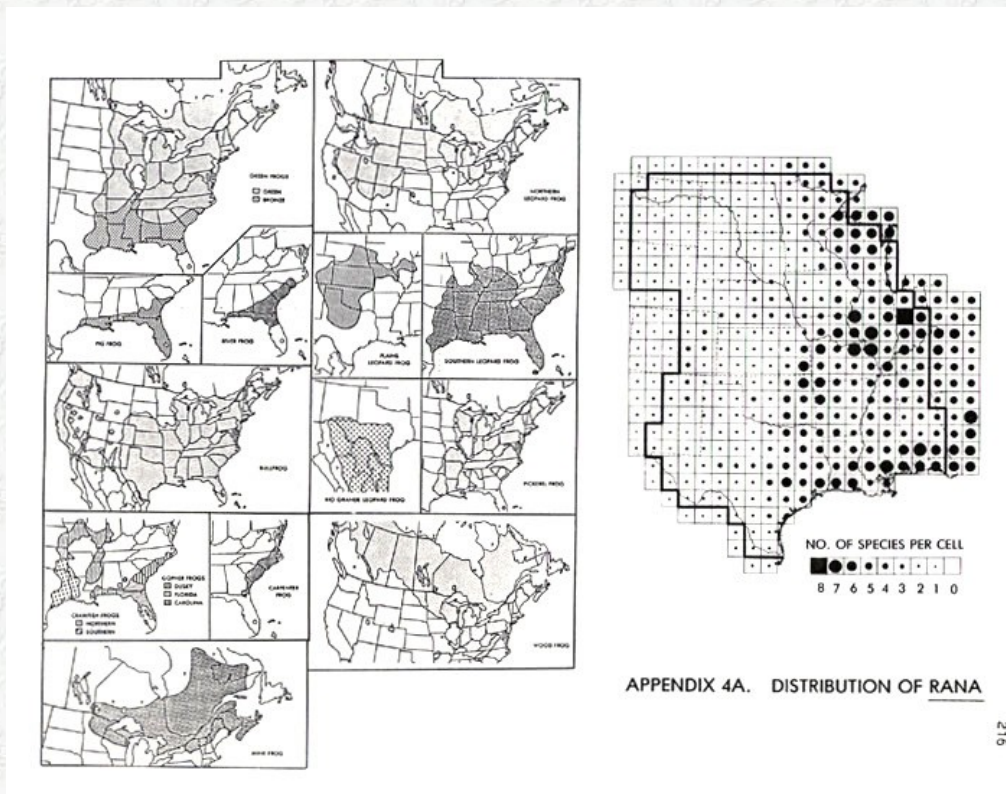 GREEN FROGS
GREEN
BRONZE
NORTHERN
LEOPARD FROG
PIG FROG
RIVER FROG
PLAINS
LEOPARD FROG
SOUTHERN LEOPARD FROG
BULLFROG
RIO GRANDE LEOPARD FROG
PICKEREL FROG
GOPHER FROGS
DUSKY
FLORIDA
CAROLINA
CRAWFISH FROGS
NORTHERN
SOUTHERN
CARPENTER
FROG
WOOD FROG
MINK FROG
NO. OF SPECIES PER CELL
8 7 6 5 4 3 2 1 0
APPENDIX 4A. DISTRIBUTION OF RANA
216